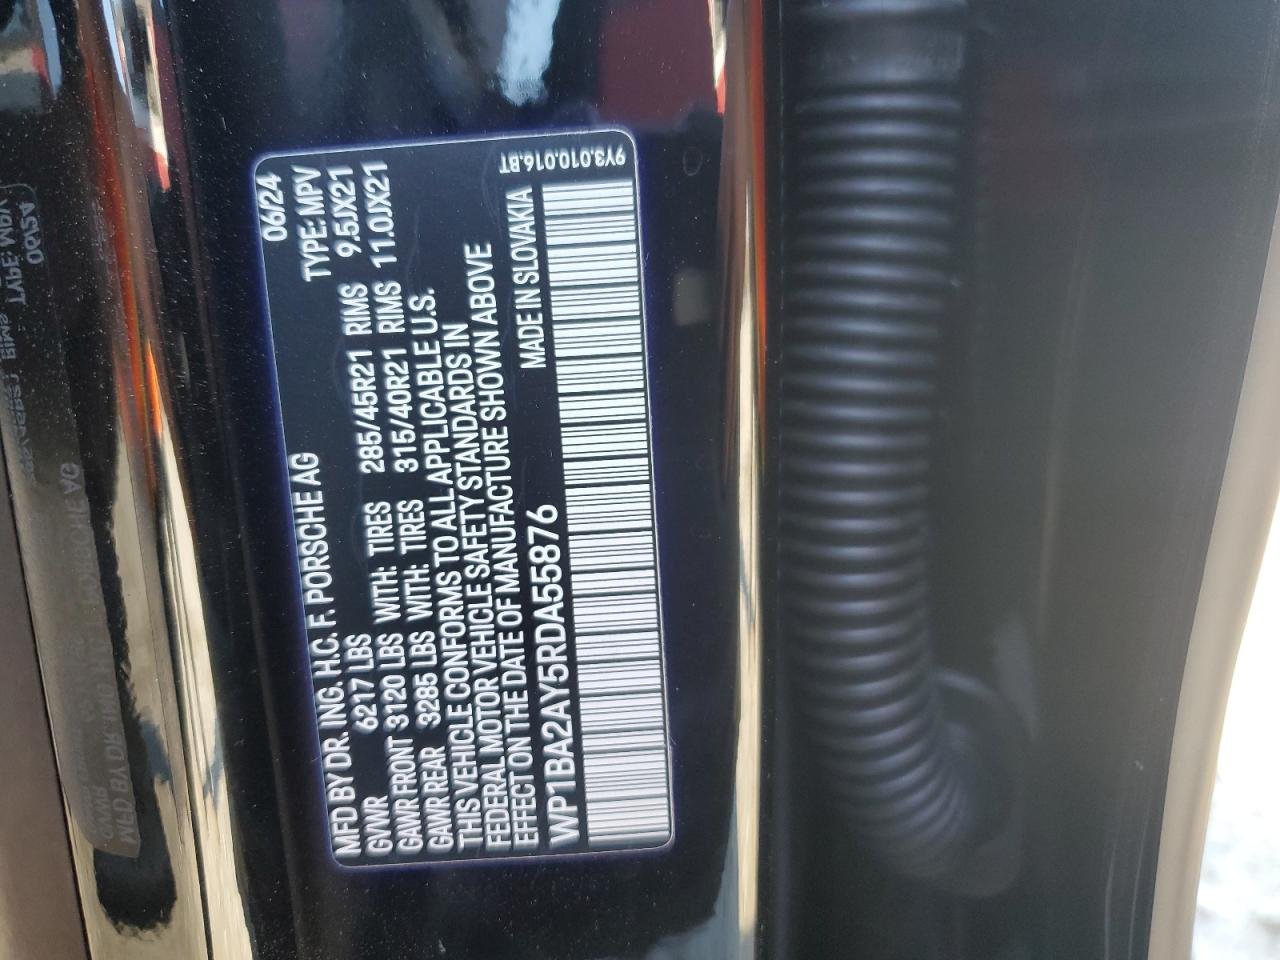 MFD BY DR. ING. H.C. F. PORSCHE AG 06/24
GVWR 6217 LBS TYPE: MPV
GAWR FRONT 3120 LBS WITH: TIRES 285/45R21 RIMS 9.5JX21
GAWR REAR 3285 LBS WITH: TIRES 315/40R21 RIMS 11.0JX21
THIS VEHICLE CONFORMS TO ALL APPLICABLE U.S.
FEDERAL MOTOR VEHICLE SAFETY STANDARDS IN
EFFECT ON THE DATE OF MANUFACTURE SHOWN ABOVE
WP1BA2AY5RDA55876 MADE IN SLOVAKIA
9Y3.010.016.BT